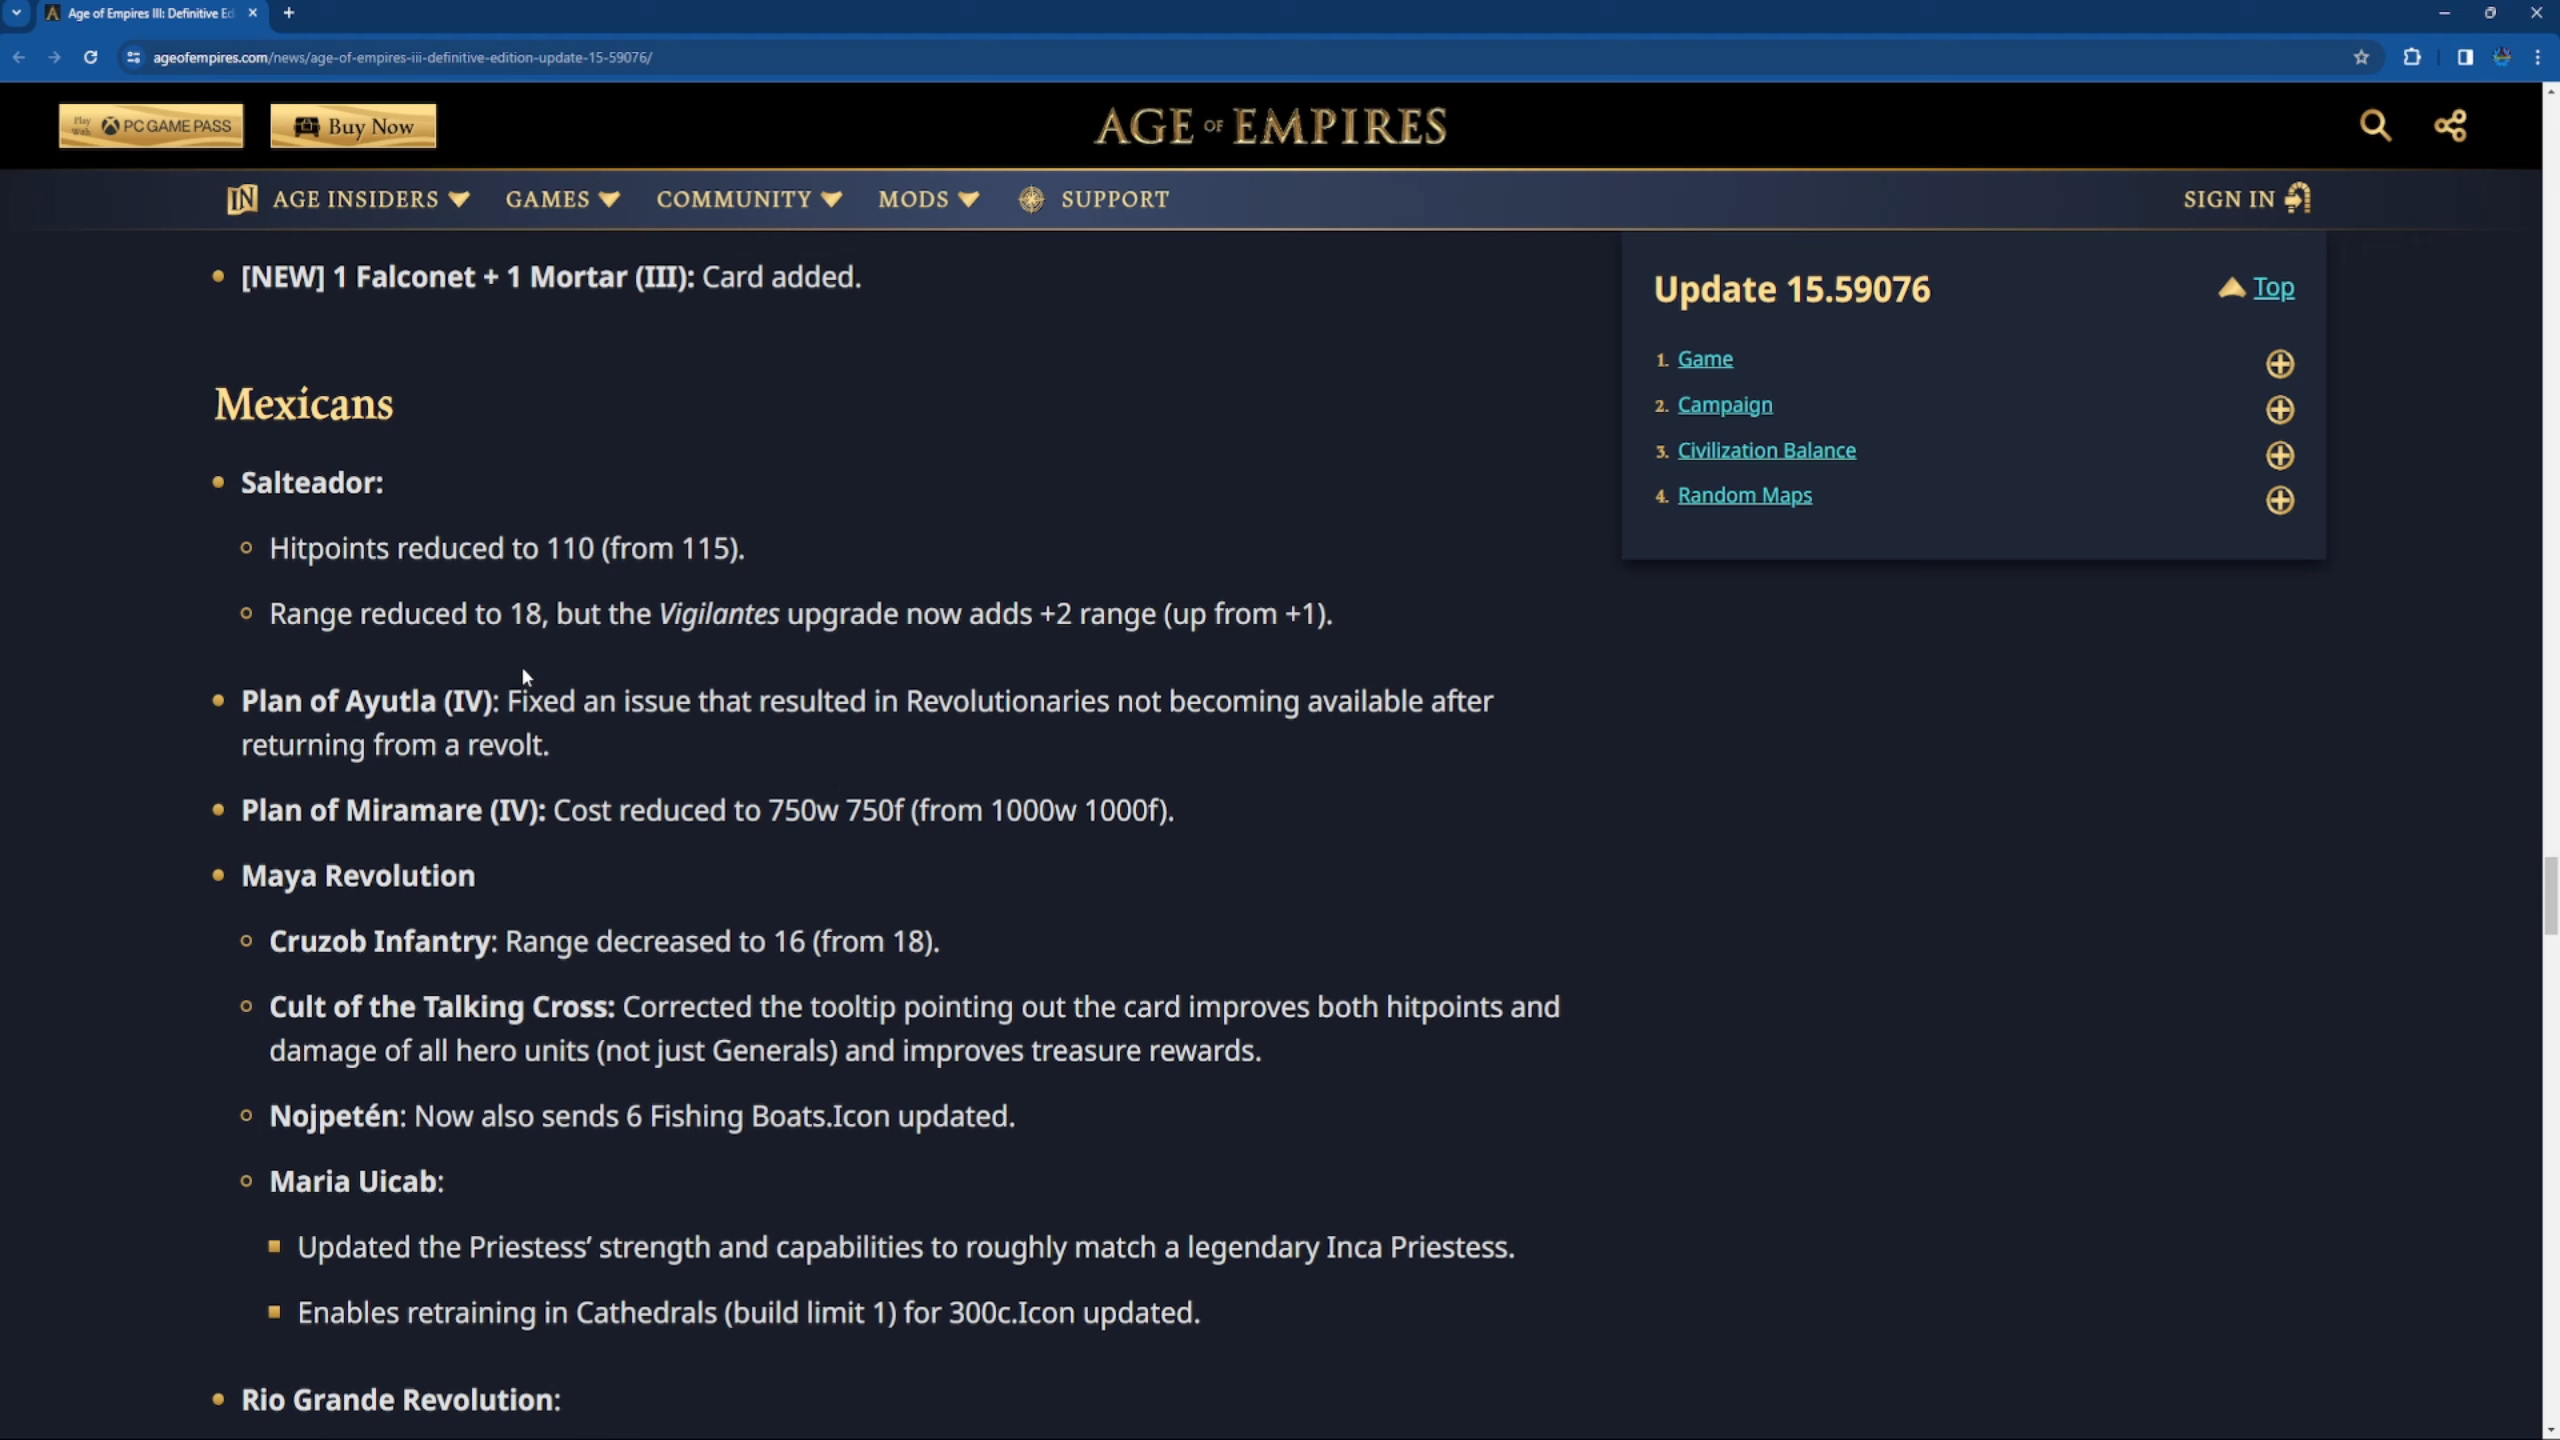 Age of Empires III: Definitive Ed
ageofempires.com/news/age-of-empires-iii-definitive-edition-update-15-59076/
Play With PC GAME PASS
Buy Now
AGE OF EMPIRES
IN AGE INSIDERS
GAMES
COMMUNITY
MODS
SUPPORT
SIGN IN
[NEW] 1 Falconet + 1 Mortar (III): Card added.
Mexicans
Salteador:
Hitpoints reduced to 110 (from 115).
Range reduced to 18, but the Vigilantes upgrade now adds +2 range (up from +1).
Plan of Ayutla (IV): Fixed an issue that resulted in Revolutionaries not becoming available after
returning from a revolt.
Plan of Miramare (IV): Cost reduced to 750w 750f (from 1000w 1000f).
Maya Revolution
Cruzob Infantry: Range decreased to 16 (from 18).
Cult of the Talking Cross: Corrected the tooltip pointing out the card improves both hitpoints and
damage of all hero units (not just Generals) and improves treasure rewards.
Nojpetén: Now also sends 6 Fishing Boats.Icon updated.
Maria Uicab:
Updated the Priestess’ strength and capabilities to roughly match a legendary Inca Priestess.
Enables retraining in Cathedrals (build limit 1) for 300c.Icon updated.
Rio Grande Revolution:
Update 15.59076
Top
1. Game
2. Campaign
3. Civilization Balance
4. Random Maps